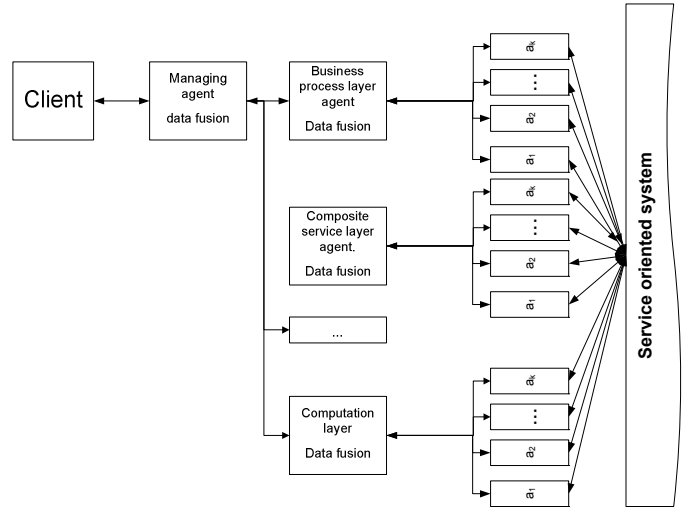 Client
Managing
agent
data fusion
Business
process layer
agent
Data fusion
Composite
service layer
agent.
Data fusion
...
Computation
layer
Data fusion
ak
...
a2
a1
ak
...
a2
a1
ak
...
a2
a1
Service oriented system